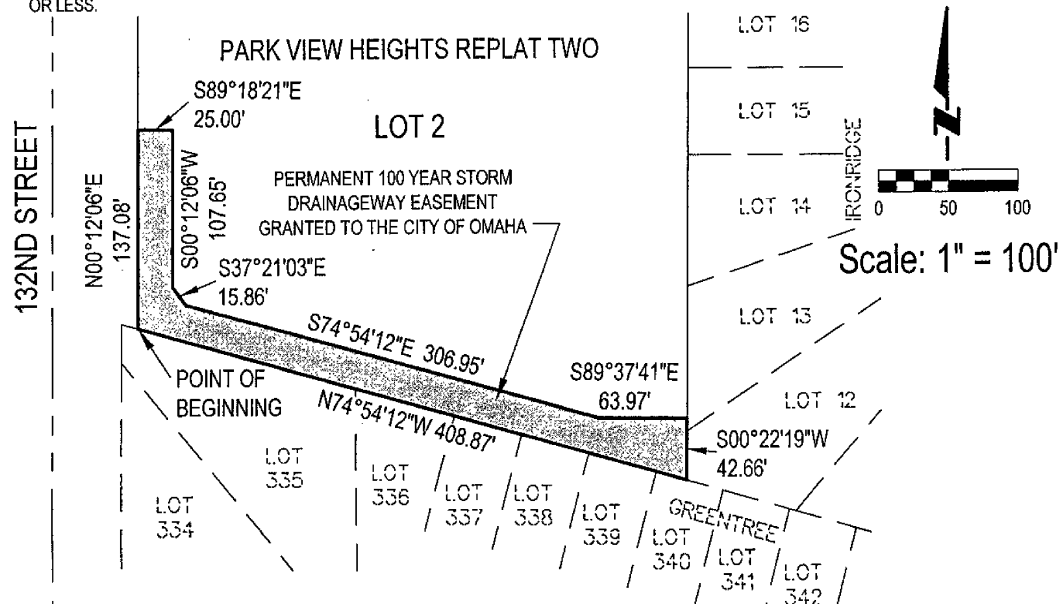 OR LESS.
PARK VIEW HEIGHTS REPLAT TWO
LOT 16
S89°18'21"E
25.00'
LOT 2
LOT 15
132ND STREET
N00°12'06"E
137.08'
S00°12'06"W
107.65'
PERMANENT 100 YEAR STORM
DRAINAGEWAY EASEMENT
GRANTED TO THE CITY OF OMAHA
LOT 14
IRONRIDGE
N
0 50 100
Scale: 1" = 100'
S37°21'03"E
15.86'
LOT 13
S74°54'12"E 306.95'
S89°37'41"E
63.97'
POINT OF
BEGINNING
N74°54'12"W 408.87'
LOT 12
S00°22'19"W
42.66'
LOT
334
LOT
335
LOT
336
LOT
337
LOT
338
LOT
339
LOT
340
GREENTREE
LOT
341
LOT
342